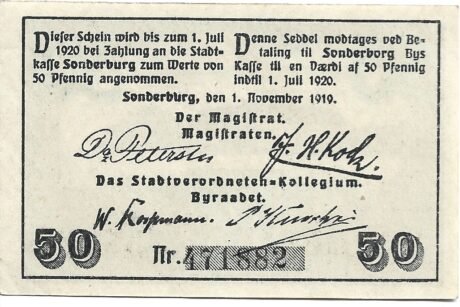 Dieser Schein wird bis zum 1. Juli
1920 bei Zahlung an die Stadt-
kasse Sonderburg zum Werte von
50 Pfennig angenommen.
Denne Seddel modtages ved Be-
taling til Sonderborg Bys
Kasse til en Værdi af 50 Pfennig
indtil 1. Juli 1920.
Sonderburg, den 1. November 1919.
Der Magistrat.
Magistraten.
Dr. Petersen
J. H. Kock
Das Stadtverordneten-Kollegium.
Byraadet.
50
Nr. 471882
50